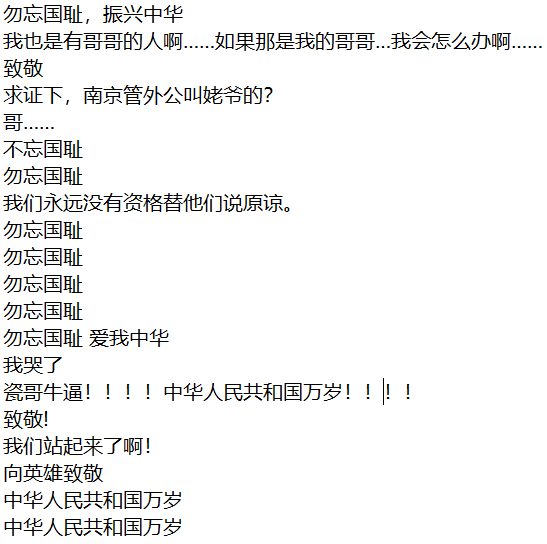 勿忘国耻，振兴中华
我也是有哥哥的人啊……如果那是我的哥哥…我会怎么办啊……
致敬
求证下，南京管外公叫姥爷的？
哥……
不忘国耻
勿忘国耻
我们永远没有资格替他们说原谅。
勿忘国耻
勿忘国耻
勿忘国耻
勿忘国耻
勿忘国耻 爱我中华
我哭了
瓷哥牛逼！！！！中华人民共和国万岁！！！！
致敬!
我们站起来了啊！
向英雄致敬
中华人民共和国万岁
中华人民共和国万岁